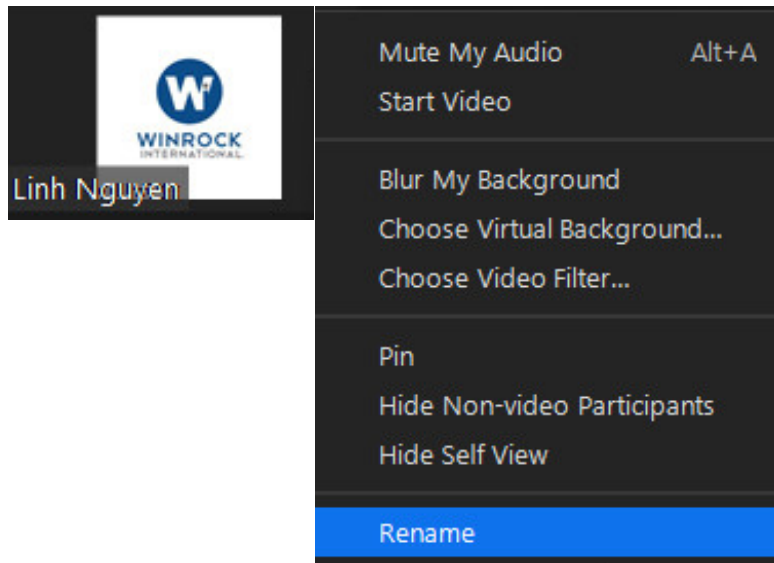 WINROCK
INTERNATIONAL
Linh Nguyen
Mute My Audio Alt+A
Start Video
Blur My Background
Choose Virtual Background...
Choose Video Filter...
Pin
Hide Non-video Participants
Hide Self View
Rename